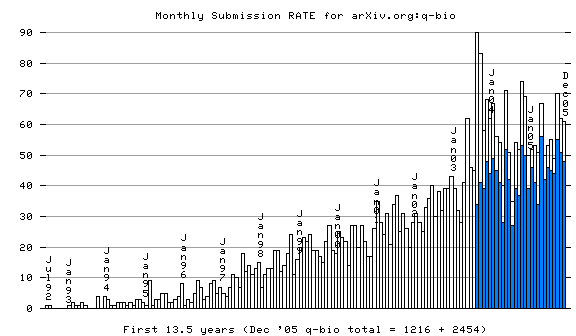 Monthly Submission RATE for arXiv.org:q-bio
90
80
70
60
50
40
30
20
10
0
Jul92
Jan93
Jan94
Jan95
Jan96
Jan97
Jan98
Jan99
Jan00
Jan01
Jan02
Jan03
Jan04
Jan05
Dec05
First 13.5 years (Dec '05 q-bio total = 1216 + 2454)